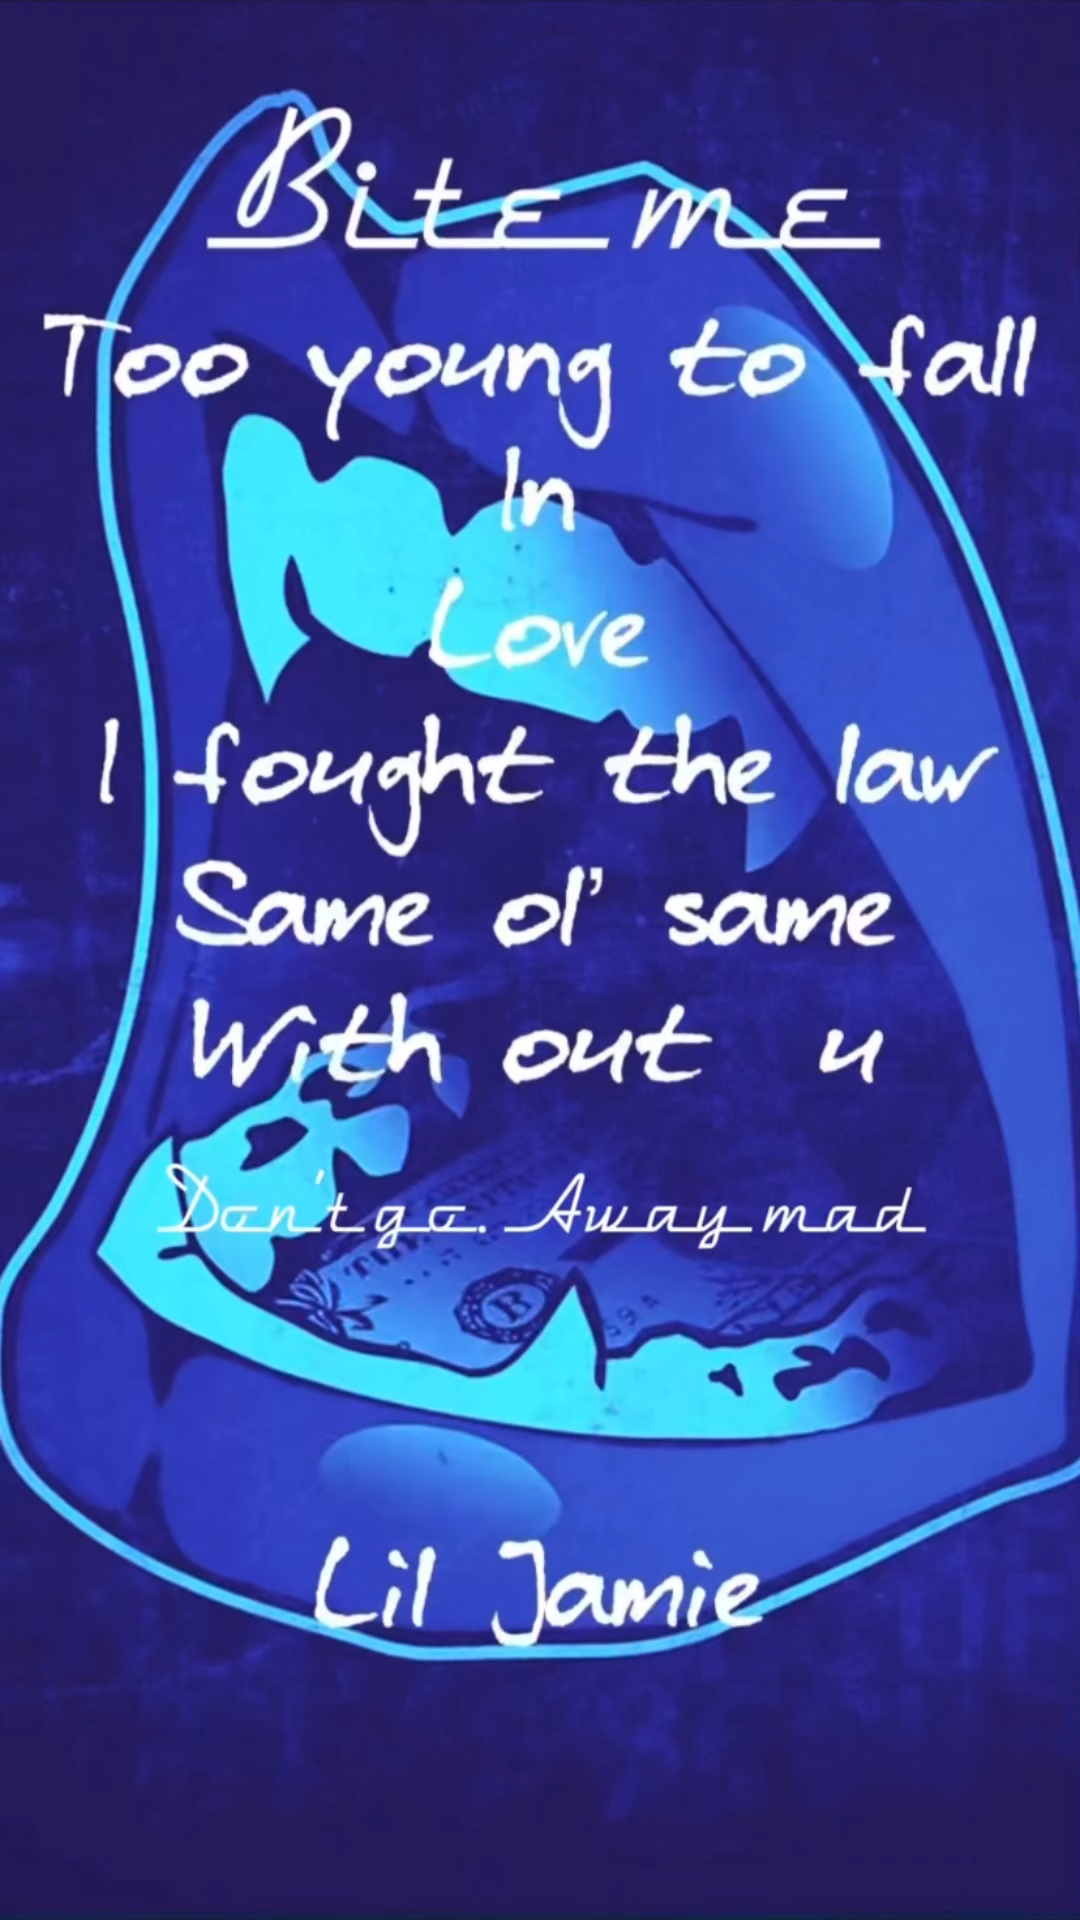 Bite me
Too young to fall
In
Love
I fought the law
Same ol' same
With out u
Don't go. Away mad
B
Lil Jamie